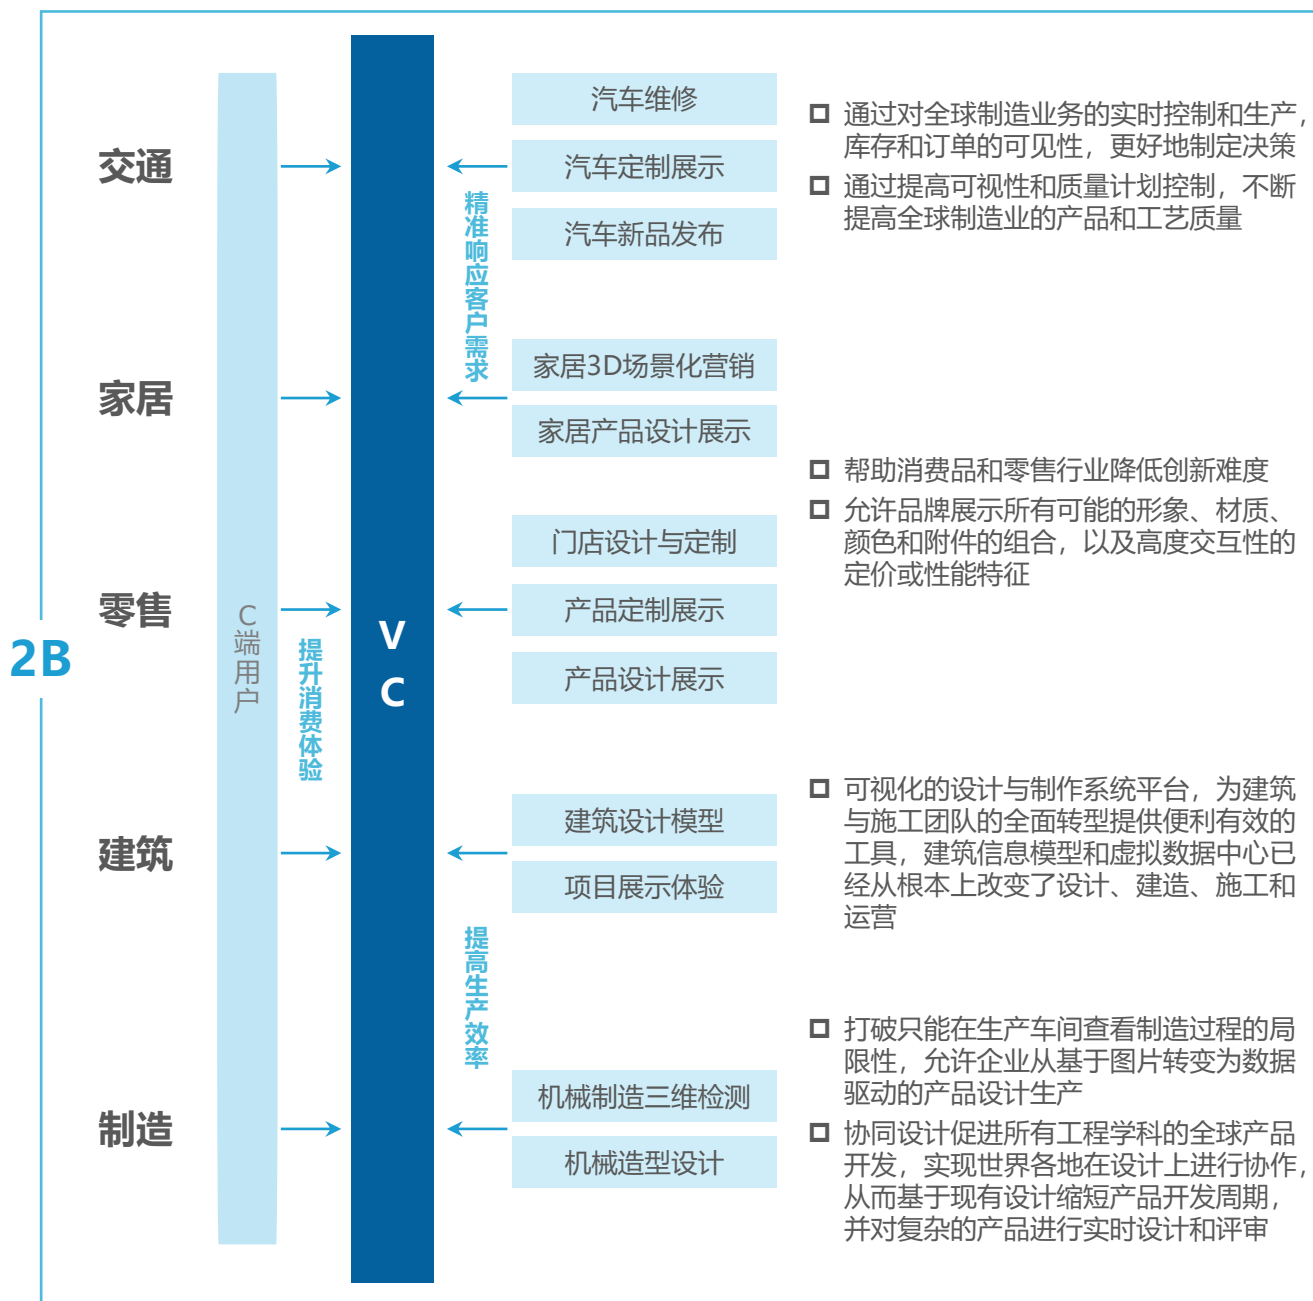 2B
交通
家居
零售
建筑
制造
C端用户
提升消费体验
VC
精准响应客户需求
提高生产效率
汽车维修
汽车定制展示
汽车新品发布
家居3D场景化营销
家居产品设计展示
门店设计与定制
产品定制展示
产品设计展示
建筑设计模型
项目展示体验
机械制造三维检测
机械造型设计
通过对全球制造业务的实时控制和生产，
库存和订单的可见性，更好地制定决策
通过提高可视性和质量计划控制，不断
提高全球制造业的产品和工艺质量
帮助消费品和零售行业降低创新难度
允许品牌展示所有可能的形象、材质、
颜色和附件的组合，以及高度交互性的
定价或性能特征
可视化的设计与制作系统平台，为建筑
与施工团队的全面转型提供便利有效的
工具，建筑信息模型和虚拟数据中心已
经从根本上改变了设计、建造、施工和
运营
打破只能在生产车间查看制造过程的局
限性，允许企业从基于图片转变为数据
驱动的产品设计生产
协同设计促进所有工程学科的全球产品
开发，实现世界各地在设计上进行协作，
从而基于现有设计缩短产品开发周期，
并对复杂的产品进行实时设计和评审